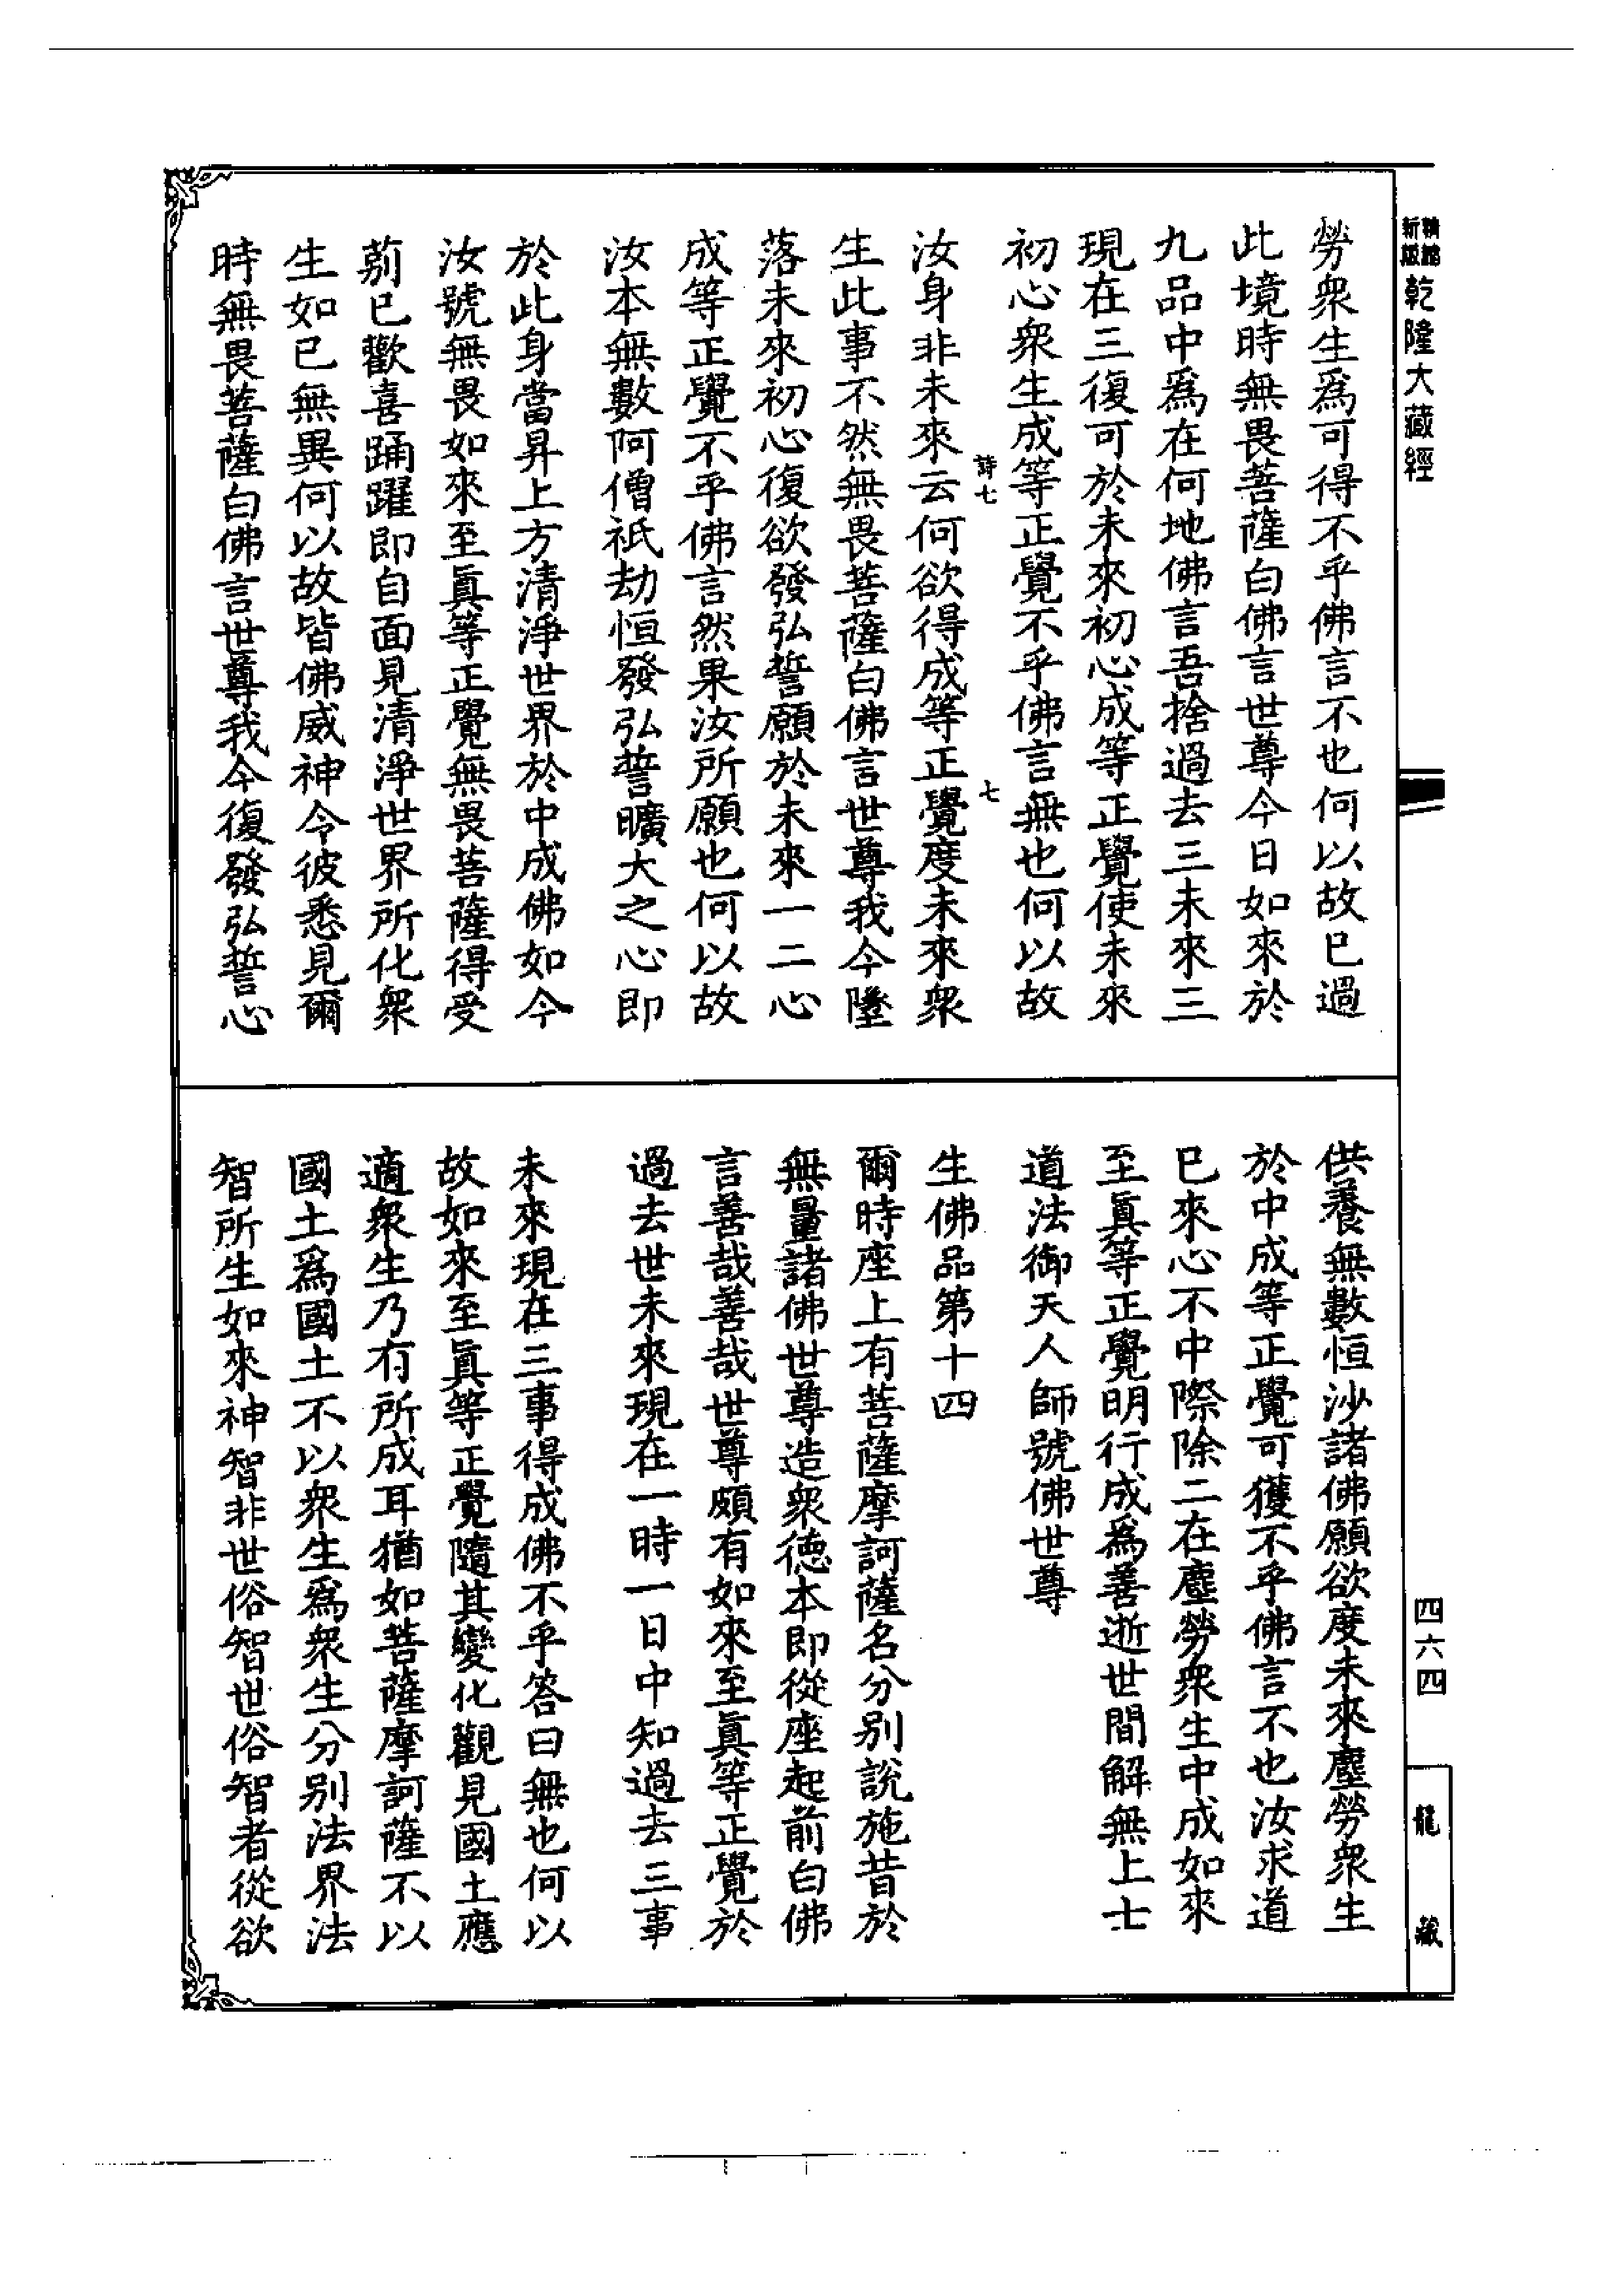 新版 乾隆大藏經
勞衆生爲可得不乎佛言不也何以故已過
此境時無畏菩薩白佛言世尊今日如來於
九品中爲在何地佛言吾捨過去三未來三
現在三復可於未來初心成等正覺使未來
初心衆生成等正覺不乎佛言無也何以故
詩七 七
汝身非未來云何欲得成等正覺度未來衆
生此事不然無畏菩薩白佛言世尊我今墮
落未來初心復欲發弘誓願於未來一二心
成等正覺不乎佛言然果汝所願也何以故
汝本無數阿僧祇劫恒發弘誓曠大之心即
於此身當昇上方清淨世界於中成佛如今
汝號無畏如來至眞等正覺無畏菩薩得受
莂已歡喜踊躍即自面見清淨世界所化衆
生如已無異何以故皆佛威神令彼悉見爾
時無畏菩薩白佛言世尊我今復發弘誓心
供養無數恒沙諸佛願欲度未來塵勞衆生
於中成等正覺可獲不乎佛言不也汝求道
已來心不中際除二在塵勞衆生中成如來
至眞等正覺明行成爲善逝世間解無上士
道法御天人師號佛世尊
生佛品第十四
爾時座上有菩薩摩訶薩名分別說施昔於
無量諸佛世尊造衆德本即從座起前白佛
言善哉善哉世尊頗有如來至眞等正覺於
過去世未來現在一時一日中知過去三事
未來現在三事得成佛不乎答曰無也何以
故如來至眞等正覺隨其變化觀見國土應
適衆生乃有所成耳猶如菩薩摩訶薩不以
國土爲國土不以衆生爲衆生分別法界法
智所生如來神智非世俗智世俗智者從欲
四六四
龍藏